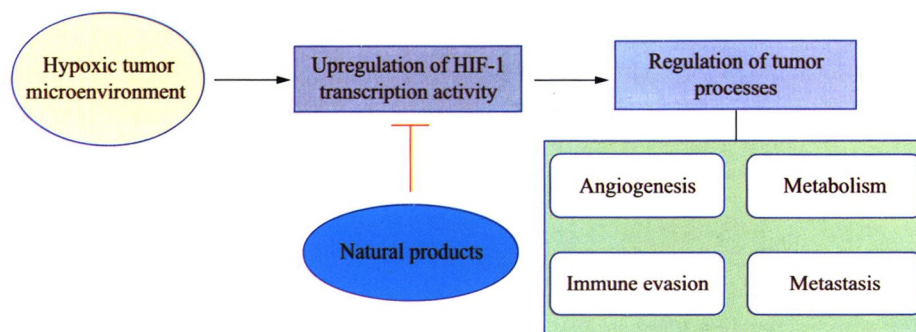 Hypoxic tumor
microenvironment
Upregulation of HIF-1
transcription activity
Regulation of tumor
processes
Natural products
Angiogenesis
Metabolism
Immune evasion
Metastasis